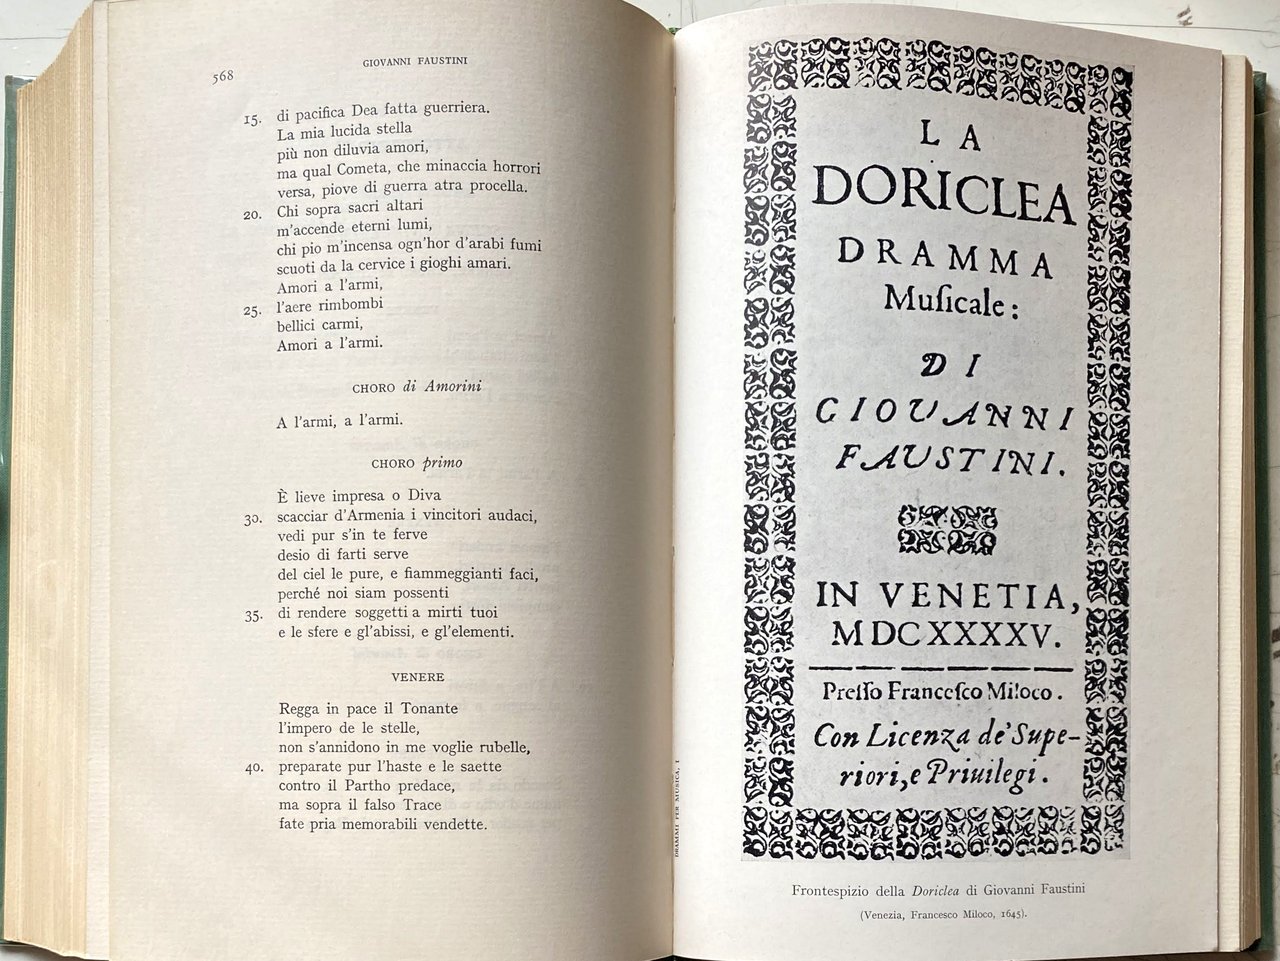 568
GIOVANNI FAUSTINI
15. di pacifica Dea fatta guerriera.
La mia lucida stella
più non diluvia amori,
ma qual Cometa, che minaccia horrori
versa, piove di guerra atra procella.
20. Chi sopra sacri altari
m'accende eterni lumi,
chi pio m'incensa ogn'hor d'arabi fumi
scuoti da la cervice i gioghi amari.
Amori a l'armi,
25. l'aere rimbombi
bellici carmi,
Amori a l'armi.
CHORO di Amorini
A l'armi, a l'armi.
CHORO primo
È lieve impresa o Diva
30. scacciar d'Armenia i vincitori audaci,
vedi pur s'in te ferve
desio di farti serve
del ciel le pure, e fiammeggianti faci,
perché noi siam possenti
35. di rendere soggetti a mirti tuoi
e le sfere e gl'abissi, e gl'elementi.
VENERE
Regga in pace il Tonante
l'impero de le stelle,
non s'annidono in me voglie rubelle,
40. preparate pur l'haste e le saette
contro il Partho predace,
ma sopra il falso Trace
fate pria memorabili vendette.
DRAMMI PER MUSICA, I
LA
DORICLEA
DRAMMA
Muſicale:
DI
GIOVANNI
FAUSTINI.
IN VENETIA,
MDCXXXXV.
Preſſo Franceſco Miloco.
Con Licenza de' Supe-
riori, e Priuilegi.
Frontespizio della Doriclea di Giovanni Faustini
(Venezia, Francesco Miloco, 1645).